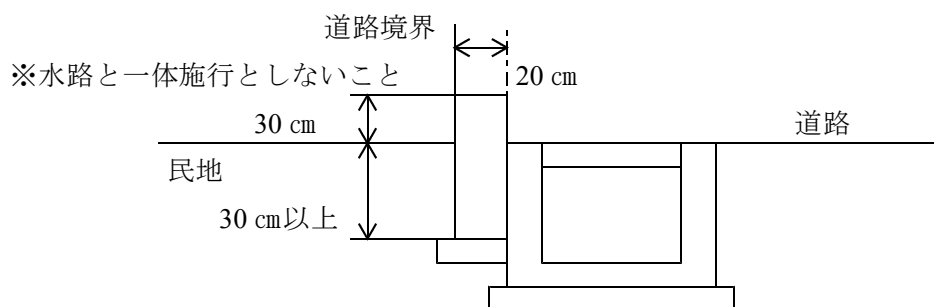 道路境界
※水路と一体施行としないこと
20 ㎝
30 ㎝
道路
民地
30 ㎝以上